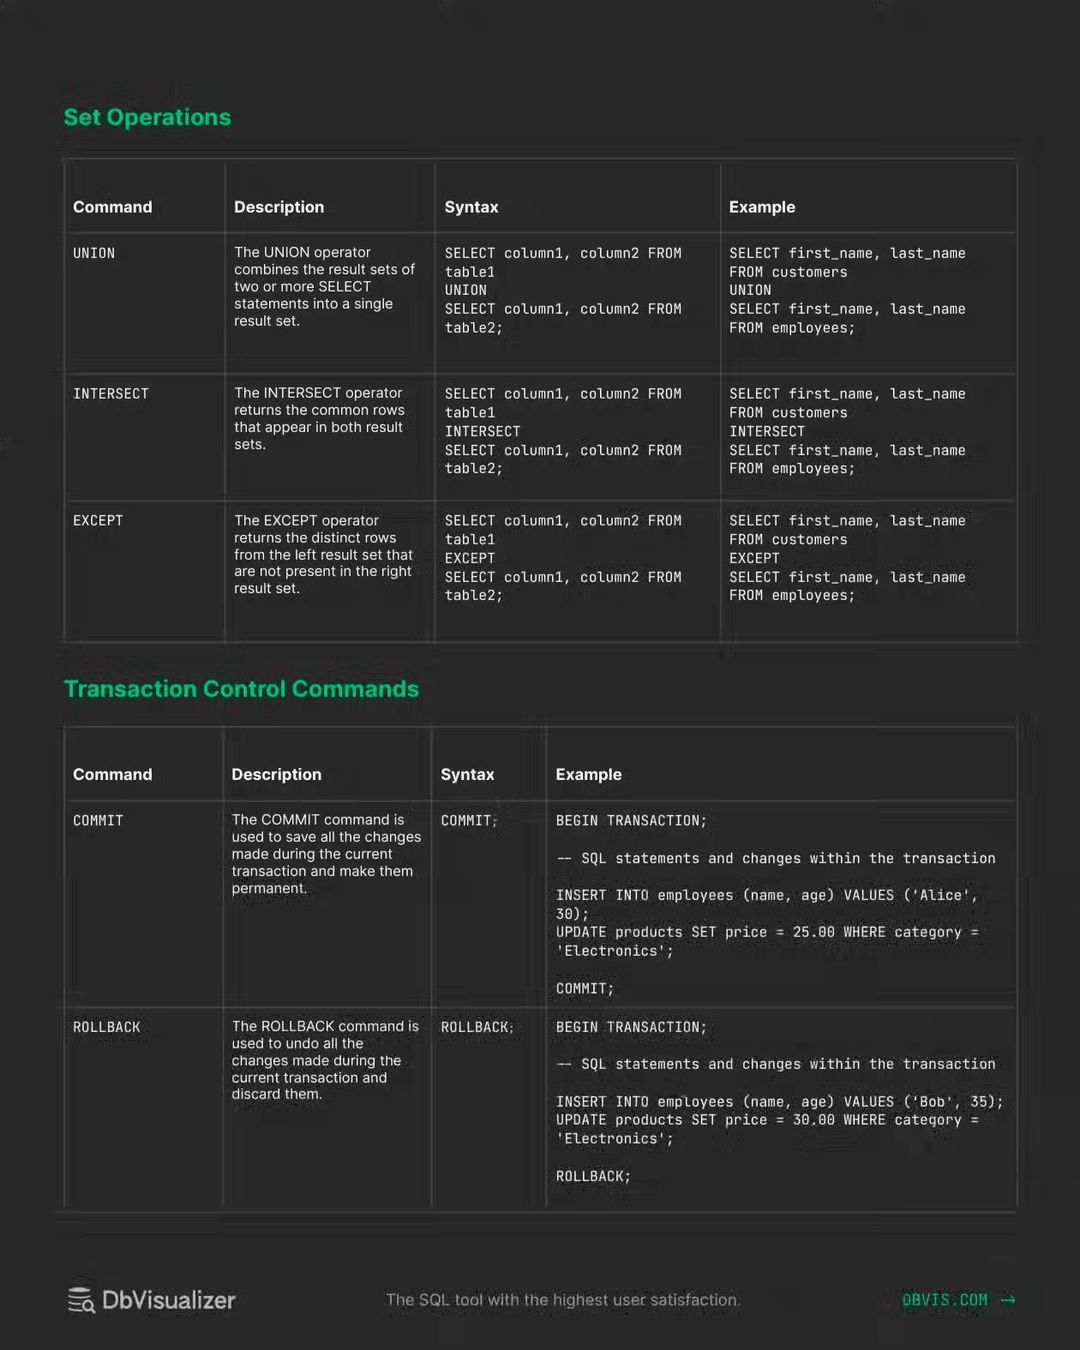 Set Operations
Command
Description
Syntax
Example
UNION
The UNION operator
combines the result sets of
two or more SELECT
statements into a single
result set.
SELECT column1, column2 FROM
table1
UNION
SELECT column1, column2 FROM
table2;
SELECT first_name, last_name
FROM customers
UNION
SELECT first_name, last_name
FROM employees;
INTERSECT
The INTERSECT operator
returns the common rows
that appear in both result
sets.
SELECT column1, column2 FROM
table1
INTERSECT
SELECT column1, column2 FROM
table2;
SELECT first_name, last_name
FROM customers
INTERSECT
SELECT first_name, last_name
FROM employees;
EXCEPT
The EXCEPT operator
returns the distinct rows
from the left result set that
are not present in the right
result set.
SELECT column1, column2 FROM
table1
EXCEPT
SELECT column1, column2 FROM
table2;
SELECT first_name, last_name
FROM customers
EXCEPT
SELECT first_name, last_name
FROM employees;
Transaction Control Commands
Command
Description
Syntax
Example
COMMIT
The COMMIT command is
used to save all the changes
made during the current
transaction and make them
permanent.
COMMIT;
BEGIN TRANSACTION;
-- SQL statements and changes within the transaction
INSERT INTO employees (name, age) VALUES ('Alice',
30);
UPDATE products SET price = 25.00 WHERE category =
'Electronics';
COMMIT;
ROLLBACK
The ROLLBACK command is
used to undo all the
changes made during the
current transaction and
discard them.
ROLLBACK;
BEGIN TRANSACTION;
-- SQL statements and changes within the transaction
INSERT INTO employees (name, age) VALUES ('Bob', 35);
UPDATE products SET price = 30.00 WHERE category =
'Electronics';
ROLLBACK;
DbVisualizer
The SQL tool with the highest user satisfaction.
DBVIS.COM →